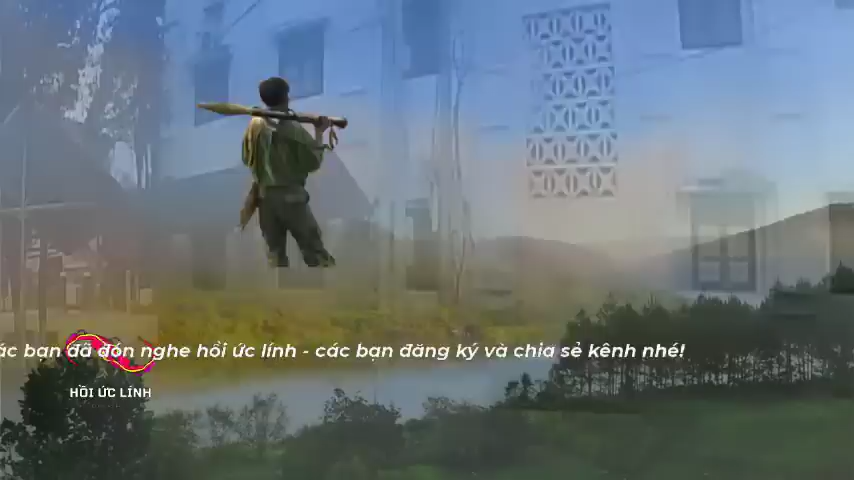 ác bạn đã đón nghe hồi ức lính - các bạn đăng ký và chia sẻ kênh nhé!
HỒI ỨC LÍNH